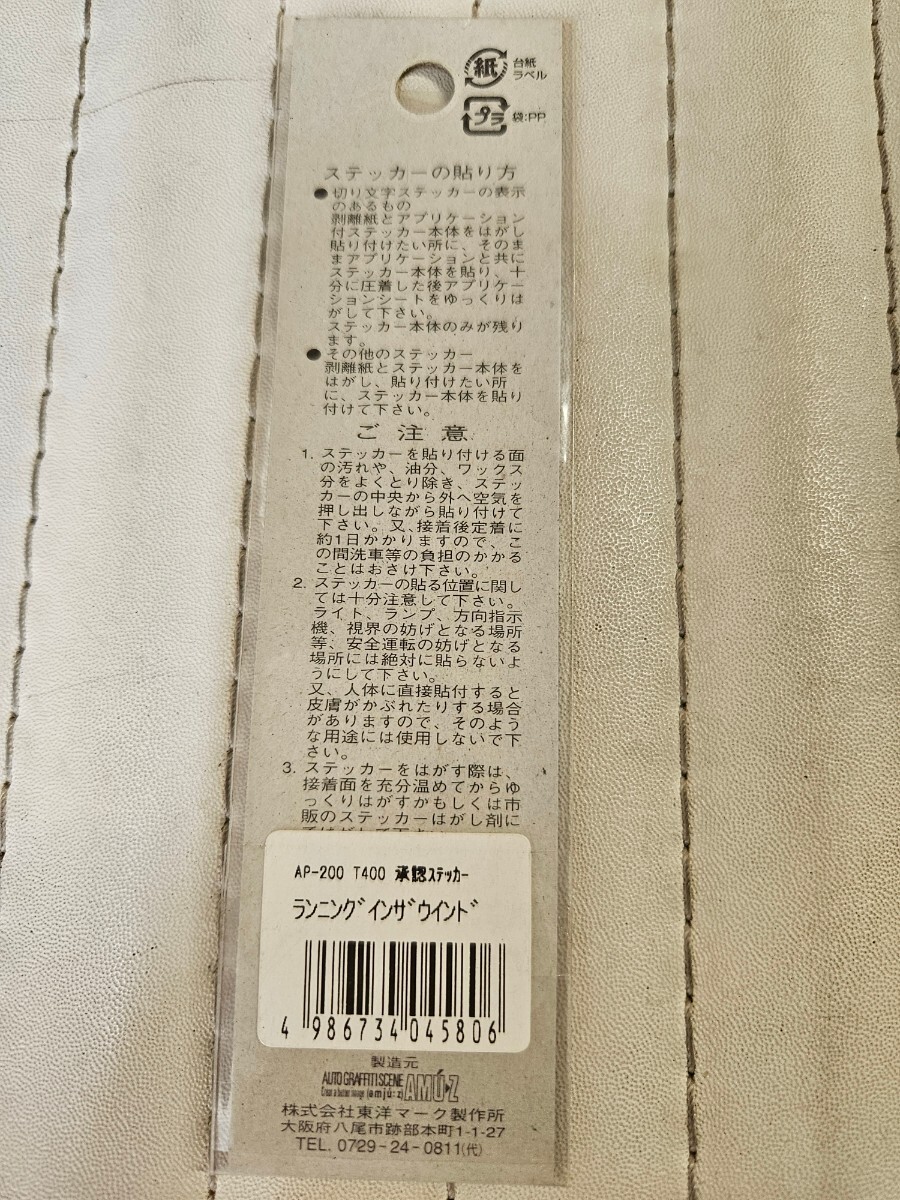 紙
台紙
ラベル
プラ
袋:PP
ステッカーの貼り方
●切り文字ステッカーの表示
のあるもの
剥離紙とアプリケーション
付ステッカー本体をはがし
貼り付けたい所に、そのま
まアプリケーションと共に
ステッカー本体を貼り、十
分に圧着した後アプリケー
ションシートをゆっくりは
がして下さい。
ステッカー本体のみが残り
ます。
●その他のステッカー
剥離紙とステッカー本体を
はがし、貼り付けたい所
に、ステッカー本体を貼り
付けて下さい。
ご注意
1. ステッカーを貼り付ける面
の汚れや、油分、ワックス
分をよくとり除き、ステッ
カーの中央から外へ空気を
押し出しながら貼り付けて
下さい。又、接着後定着に
約1日かかりますので、こ
の間洗車等の負担のかかる
ことはおさけ下さい。
2. ステッカーの貼る位置に関し
ては十分注意して下さい。
ライト、ランプ、方向指示
機、視界の妨げとなる場所
等、安全運転の妨げとなる
場所には絶対に貼らないよ
うにして下さい。
又、人体に直接貼付すると
皮膚がかぶれたりする場合
がありますので、そのよう
な用途には使用しないで下
さい。
3. ステッカーをはがす際は、
接着面を充分温めてからゆ
っくりはがすかもしくは市
販のステッカーはがし剤に
AP-200 T400 承認ステッカー
ランニングインザウインド
4 986734 045806
製造元
AUTO GRAFFITI SCENE
AMÚ·Z
株式会社東洋マーク製作所
大阪府八尾市跡部本町1-1-27
TEL. 0729-24-0811(代)